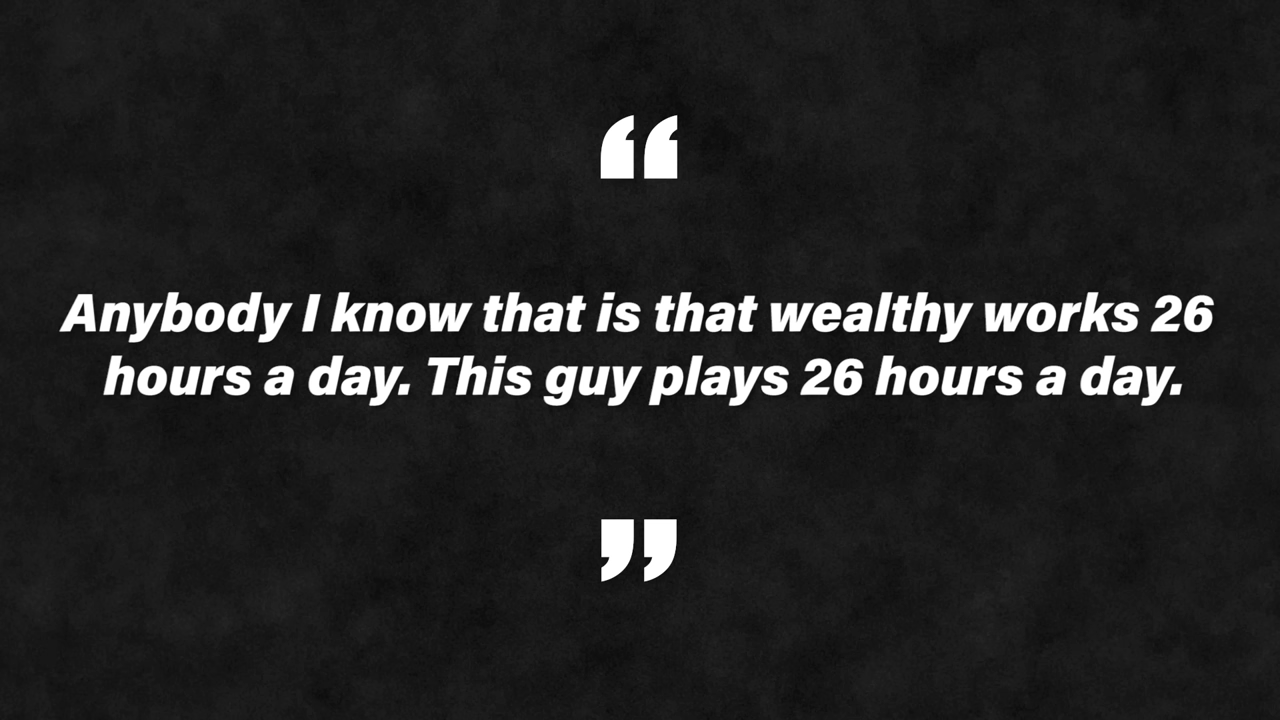 “
Anybody I know that is that wealthy works 26
hours a day. This guy plays 26 hours a day.
”